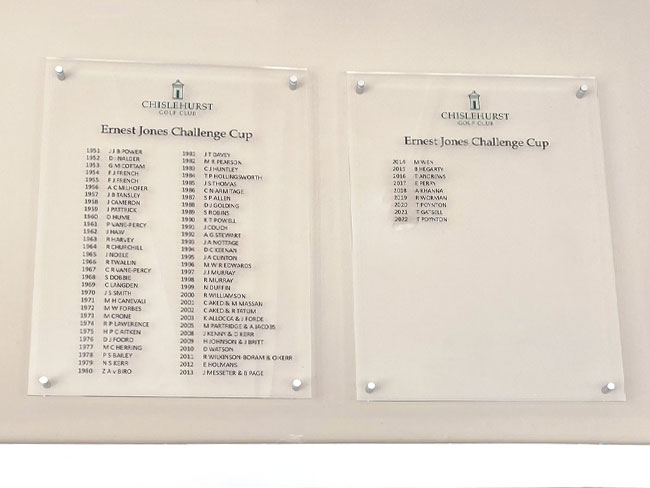 CHISLEHURST
GOLF CLUB
Ernest Jones Challenge Cup
1951 J J B POWER
1952 D I NALDER
1953 G M COTTAM
1954 F J FRENCH
1955 F J FRENCH
1956 A C MILHOFER
1957 J B TANSLEY
1958 J CAMERON
1959 J PATTRICK
1960 D HUME
1961 P VANE-PERCY
1962 J HAW
1963 R HARVEY
1964 R CHURCHILL
1965 J NOBLE
1966 R TWALLIN
1967 C R VANE-PERCY
1968 S DOBBIE
1969 C LANGDEN
1970 J S SMITH
1971 M H CANEVALI
1972 M W FORBES
1973 M CRONE
1974 R P LAWERENCE
1975 H P C AITKEN
1976 D J FOORD
1977 M C HERRING
1978 P S BAILEY
1979 N S KERR
1980 Z A v BIRO
1981 J T DAVEY
1982 M R PEARSON
1983 C J HUNTLEY
1984 T P HOLLINGSWORTH
1985 J S THOMAS
1986 C N ARMITAGE
1987 S P ALLEN
1988 D J GOLDING
1989 S ROBINS
1990 K T POWELL
1991 J COUCH
1992 A G STEWART
1993 J A NOTTAGE
1994 D C KEENAN
1995 J A CLINTON
1996 M W R EDWARDS
1997 J J MURRAY
1998 R MURRAY
1999 N DUFFIN
2000 R WILLIAMSON
2001 C AKED & M MASSAN
2002 C AKED & R TATUM
2003 K ALLOCCA & J FORDE
2005 M PARTRIDGE & A JACOBS
2008 J KENNY & D KERR
2009 H JOHNSON & J BRITT
2010 D WATSON
2011 R WILKINSON-BORAM & O KERR
2012 E HOLMANS
2013 J MESSETER & B PAGE
CHISLEHURST
GOLF CLUB
Ernest Jones Challenge Cup
2014 M WEN
2015 B HEGARTY
2016 T ANDREWS
2017 E PERRY
2018 A KHANNA
2019 R WORMAN
2020 T POYNTON
2021 T GATSELL
2022 T POYNTON